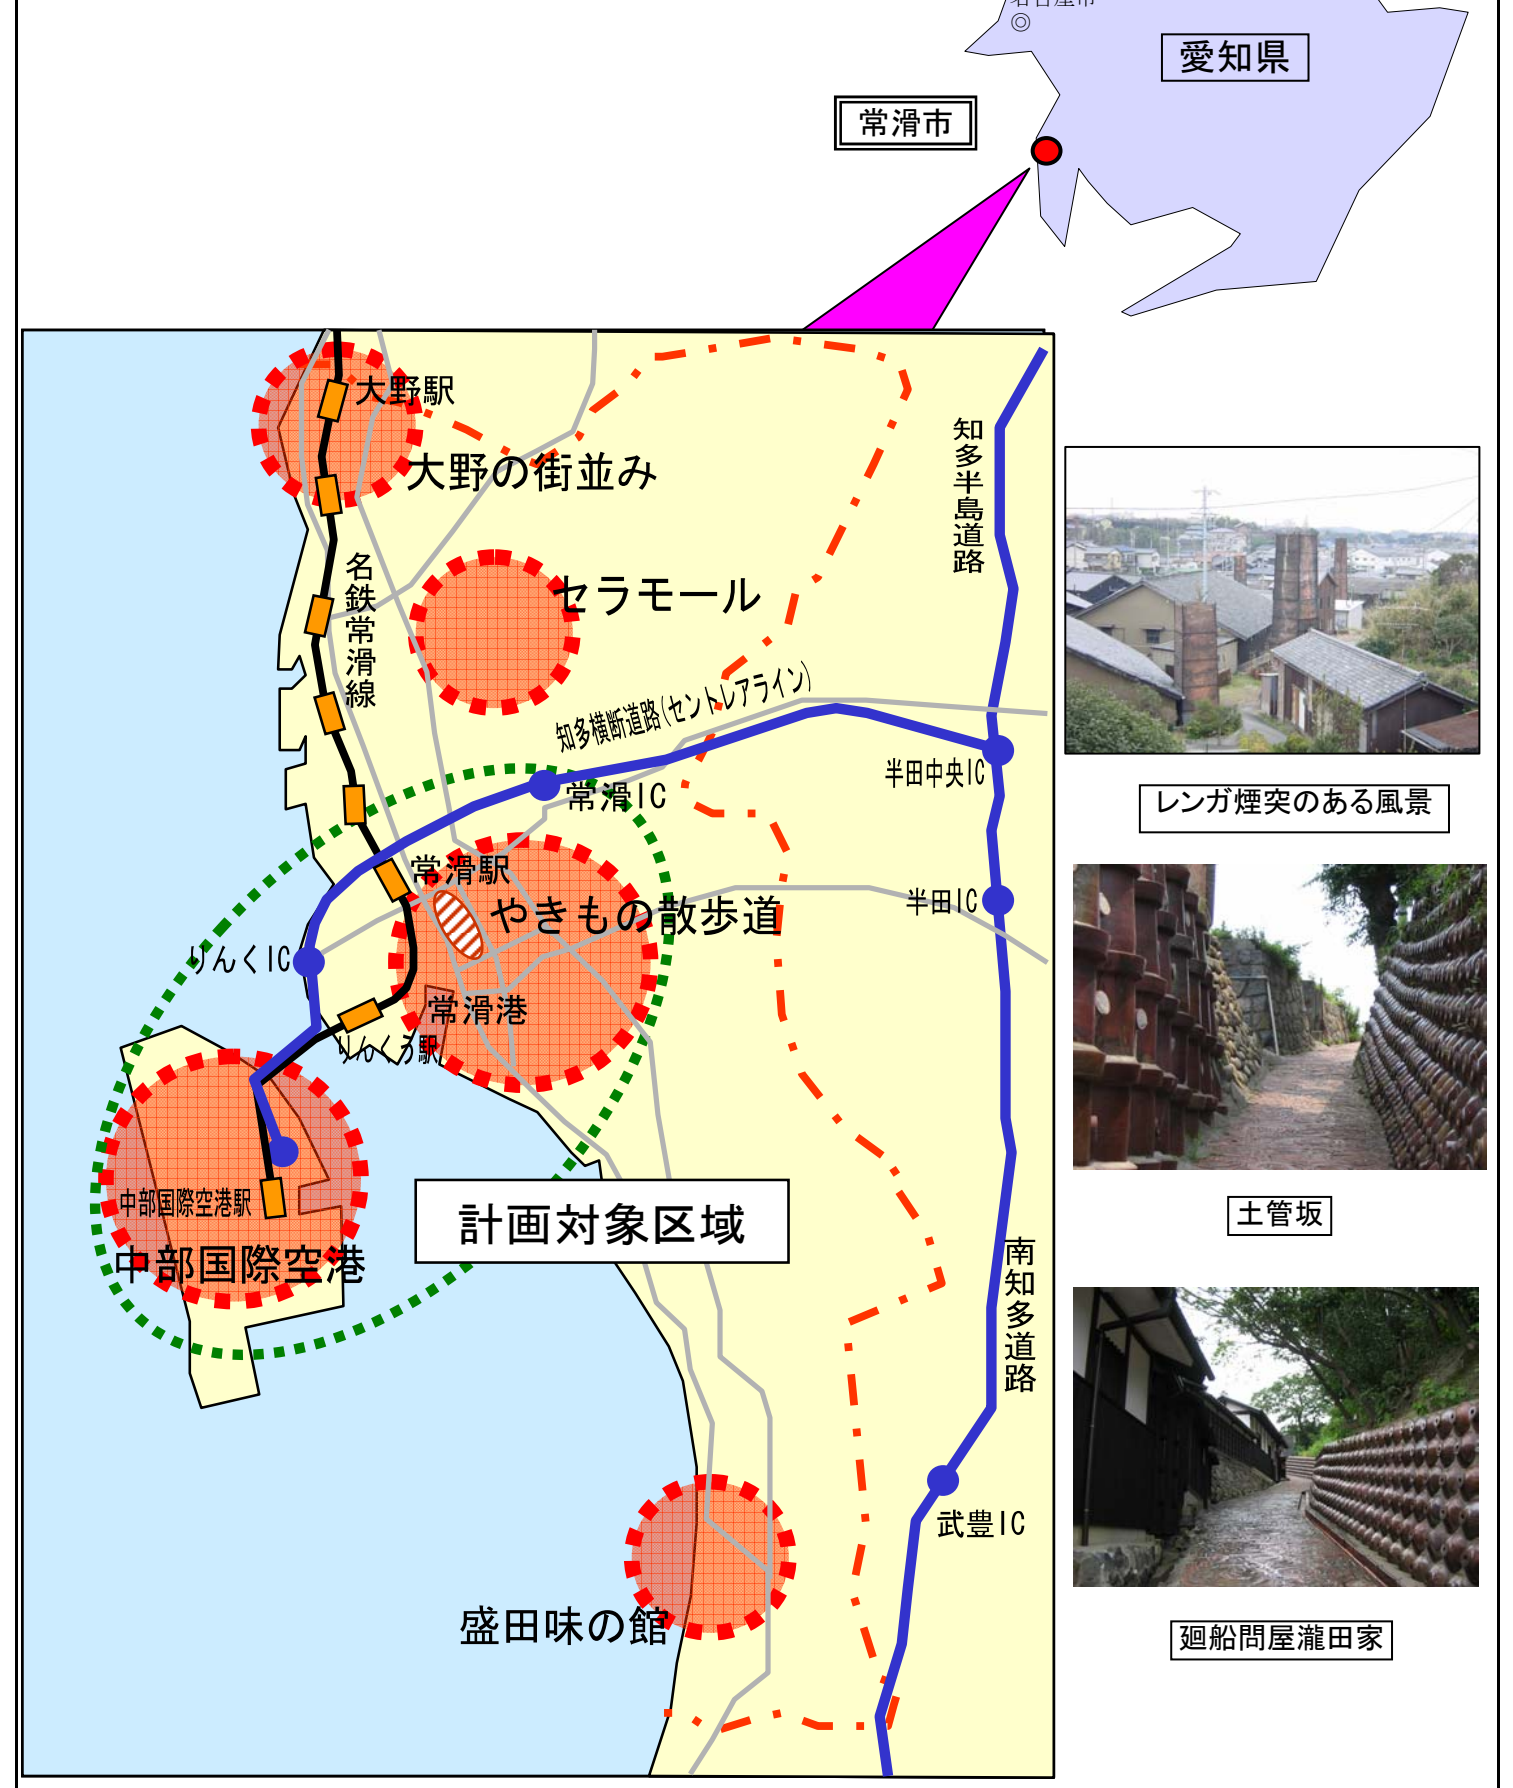 愛知県
常滑市
大野駅
大野の街並み
知多半島道路
名鉄常滑線
セラモール
知多横断道路(セントレアライン)
半田中央IC
常滑IC
レンガ煙突のある風景
常滑駅
やきもの散歩道
半田IC
りんくIC
常滑港
りんくう駅
中部国際空港駅
計画対象区域
土管坂
中部国際空港
南知多道路
武豊IC
盛田味の館
廻船問屋瀧田家